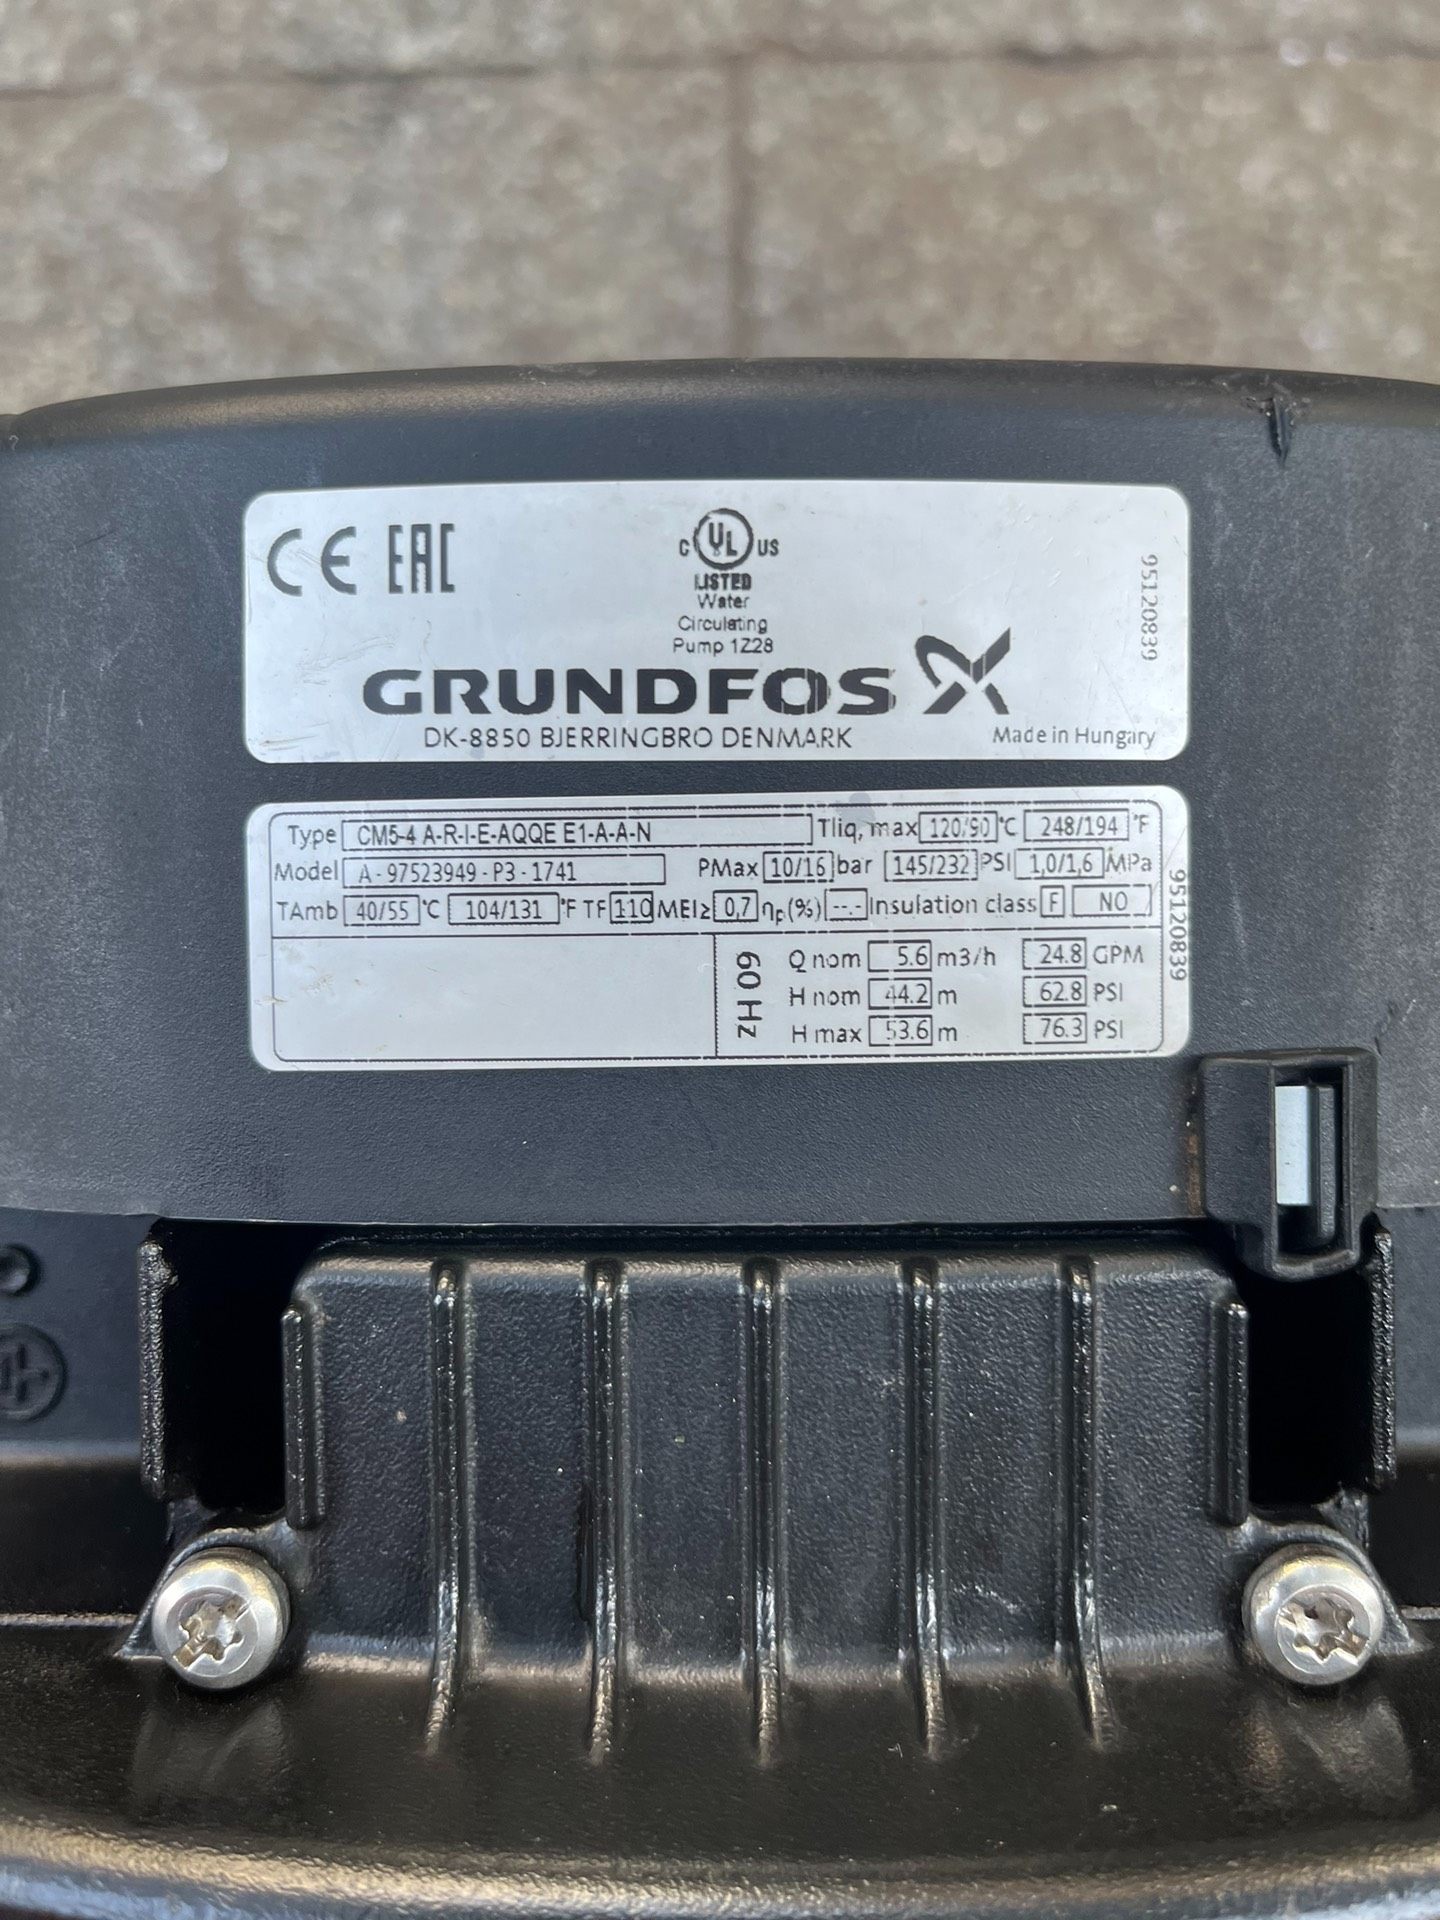 CE EAC
C UL US
LISTED
Water
Circulating
Pump 1Z28
GRUNDFOS
DK-8850 BJERRINGBRO DENMARK
Made in Hungary
95120839
Type CM5-4 A-R-I-E-AQQE E1-A-A-N Tliq, max 120/90 °C 248/194 °F
Model A - 97523949 - P3 - 1741 PMax 10/16 bar 145/232 PSI 1,0/1,6 MPa
TAmb 40/55 °C 104/131 °F TF 110 MEI≥ 0,7 ηp(%) --.- Insulation class F NO
60 Hz
Q nom 5.6 m3/h 24.8 GPM
H nom 44.2 m 62.8 PSI
H max 53.6 m 76.3 PSI
95120839